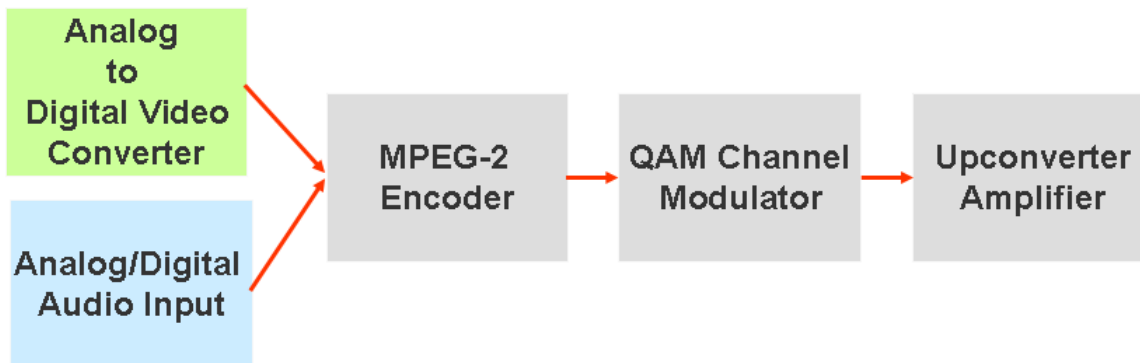 Analog
to
Digital Video
Converter
Analog/Digital
Audio Input
MPEG-2
Encoder
QAM Channel
Modulator
Upconverter
Amplifier